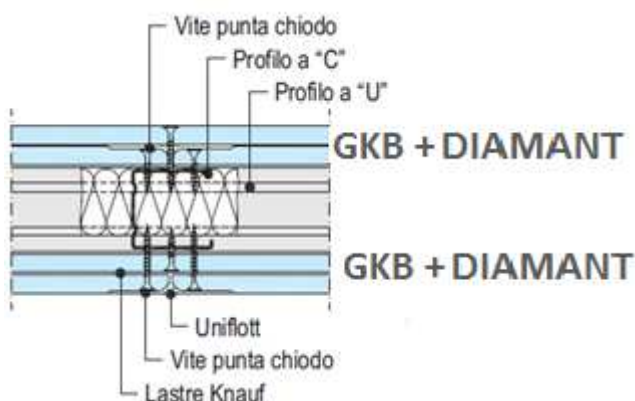 Vite punta chiodo
Profilo a “C”
Profilo a “U”
GKB + DIAMANT
GKB + DIAMANT
Uniflott
Vite punta chiodo
Lastre Knauf